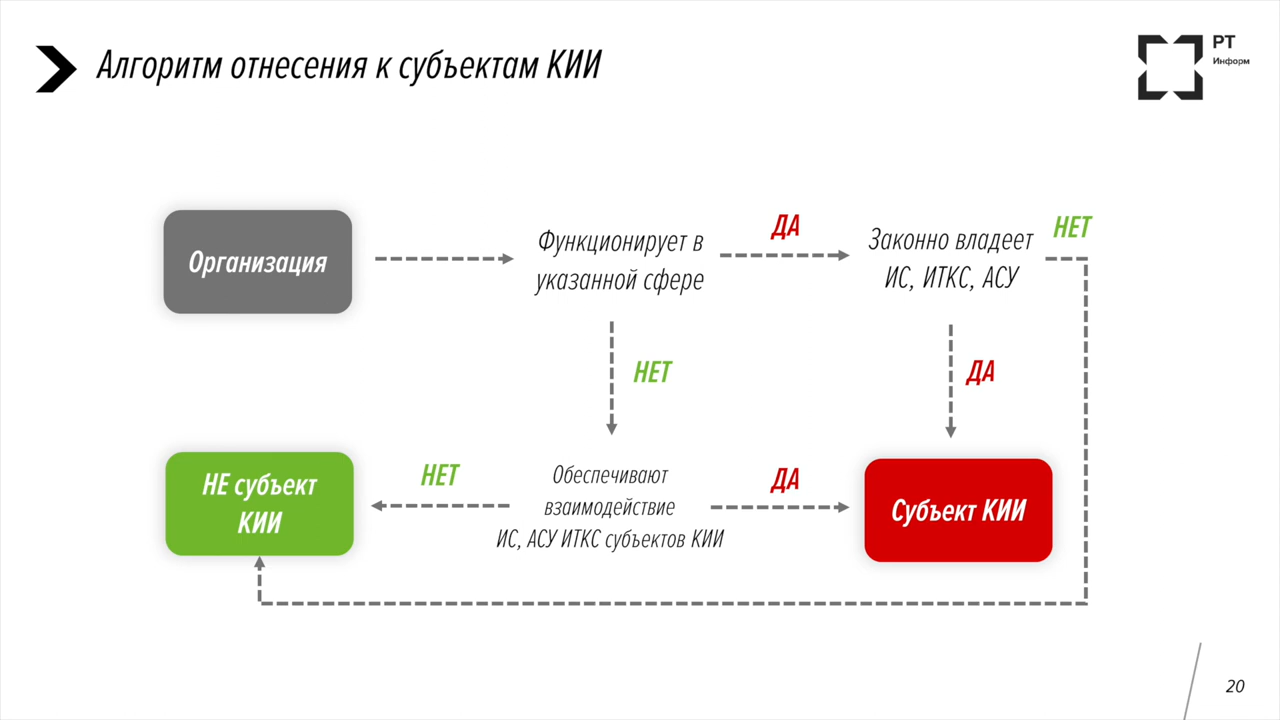 Алгоритм отнесения к субъектам КИИ
РТ
Информ
Организация
Функционирует в
указанной сфере
ДА
Законно владеет
ИС, ИТКС, АСУ
НЕТ
НЕТ
ДА
НЕ субъект
КИИ
НЕТ
Обеспечивают
взаимодействие
ИС, АСУ ИТКС субъектов КИИ
ДА
Субъект КИИ
20